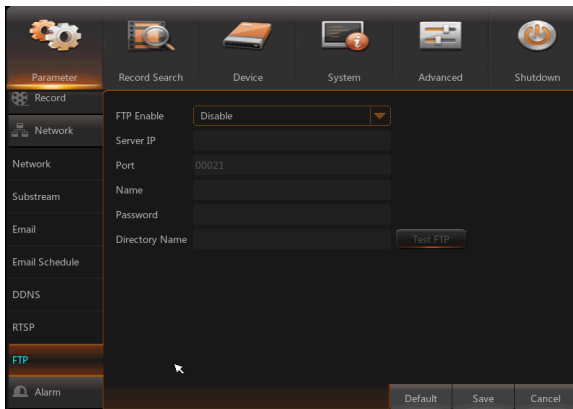 Parameter
Record Search
Device
System
Advanced
Shutdown
Record
Network
Network
Substream
Email
Email Schedule
DDNS
RTSP
FTP
Alarm
FTP Enable Disable
Server IP
Port 00021
Name
Password
Directory Name Test FTP
Default Save Cancel